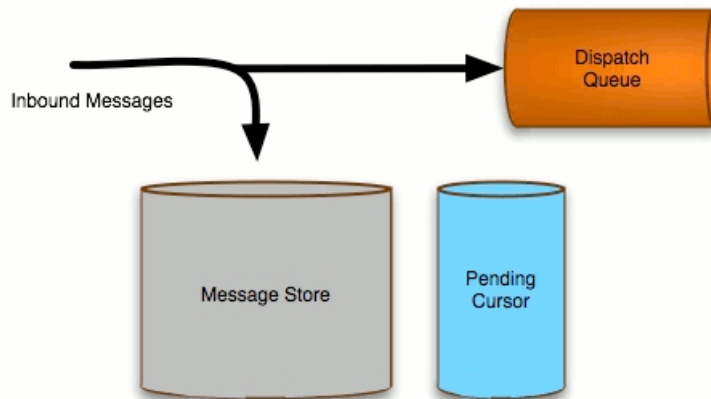 Dispatch
Queue
Inbound Messages
Message Store
Pending
Cursor